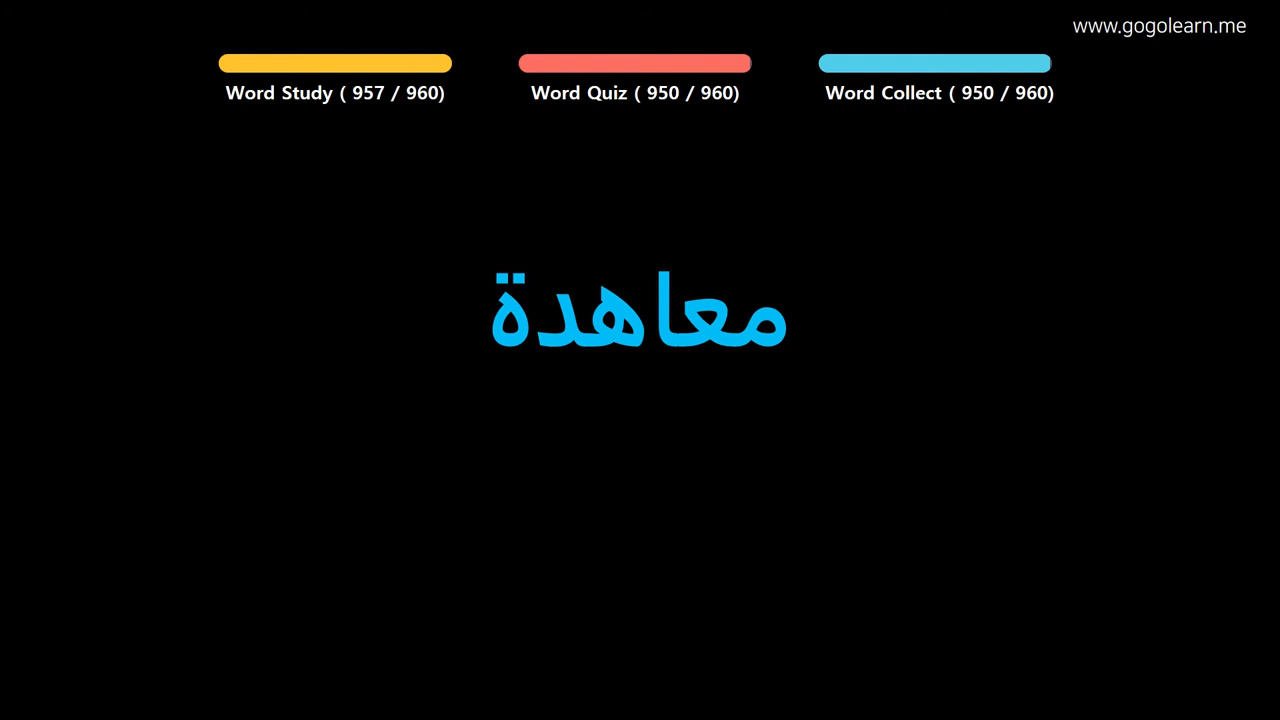 www.gogolearn.me
Word Study ( 957 / 960)
Word Quiz ( 950 / 960)
Word Collect ( 950 / 960)
معاهدة